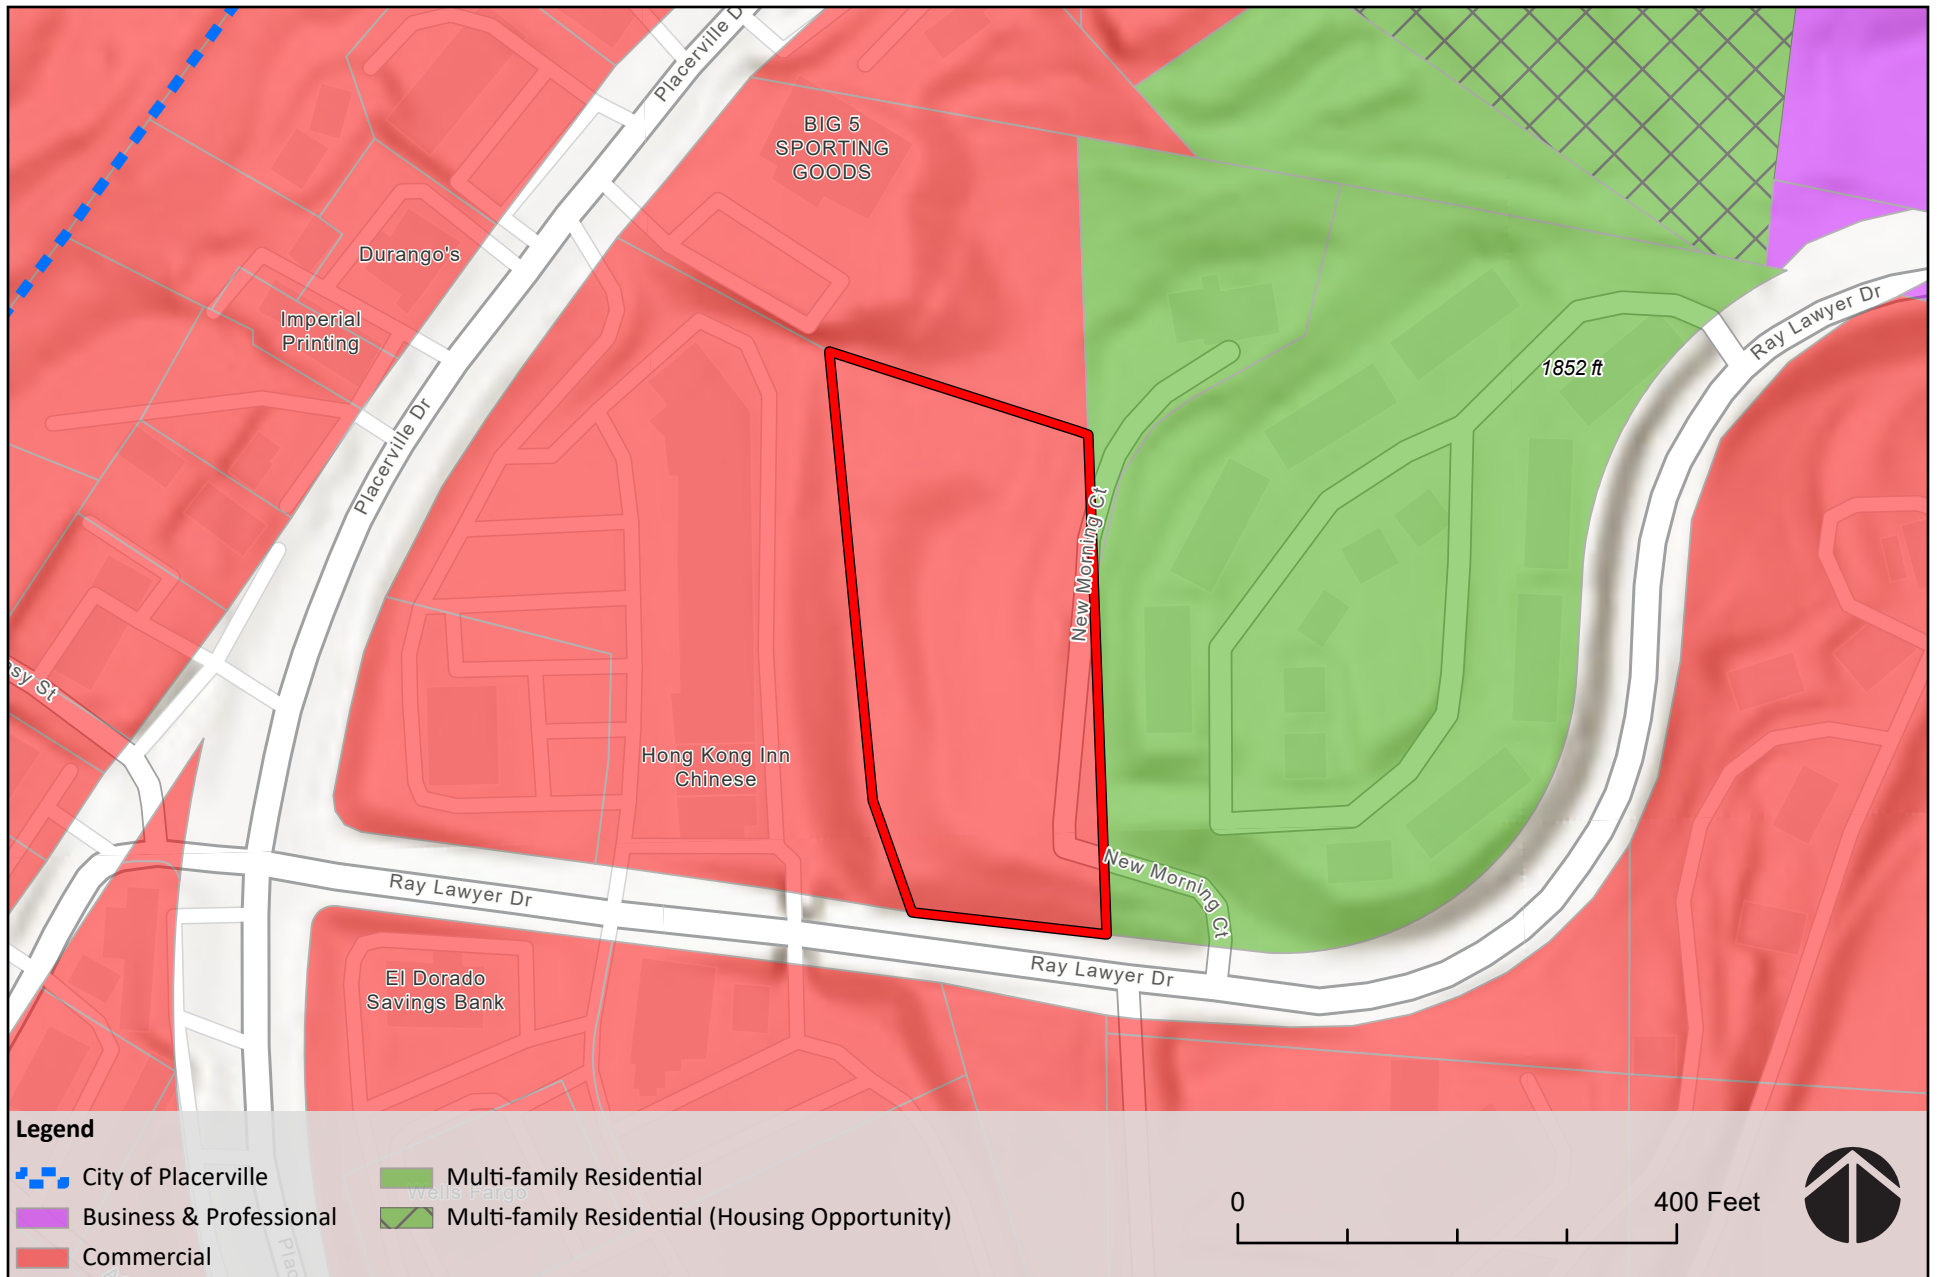 Placerville D
BIG 5
SPORTING
GOODS
Durango's
Imperial
Printing
Placerville Dr
Ray Lawyer Dr
1852 ft
New Morning Ct
Hong Kong Inn
Chinese
New Morning Ct
Ray Lawyer Dr
Ray Lawyer Dr
El Dorado
Savings Bank
sy St
Legend
City of Placerville
Business & Professional
Commercial
Multi-family Residential
Wells Fargo
Multi-family Residential (Housing Opportunity)
Plac
0
400 Feet